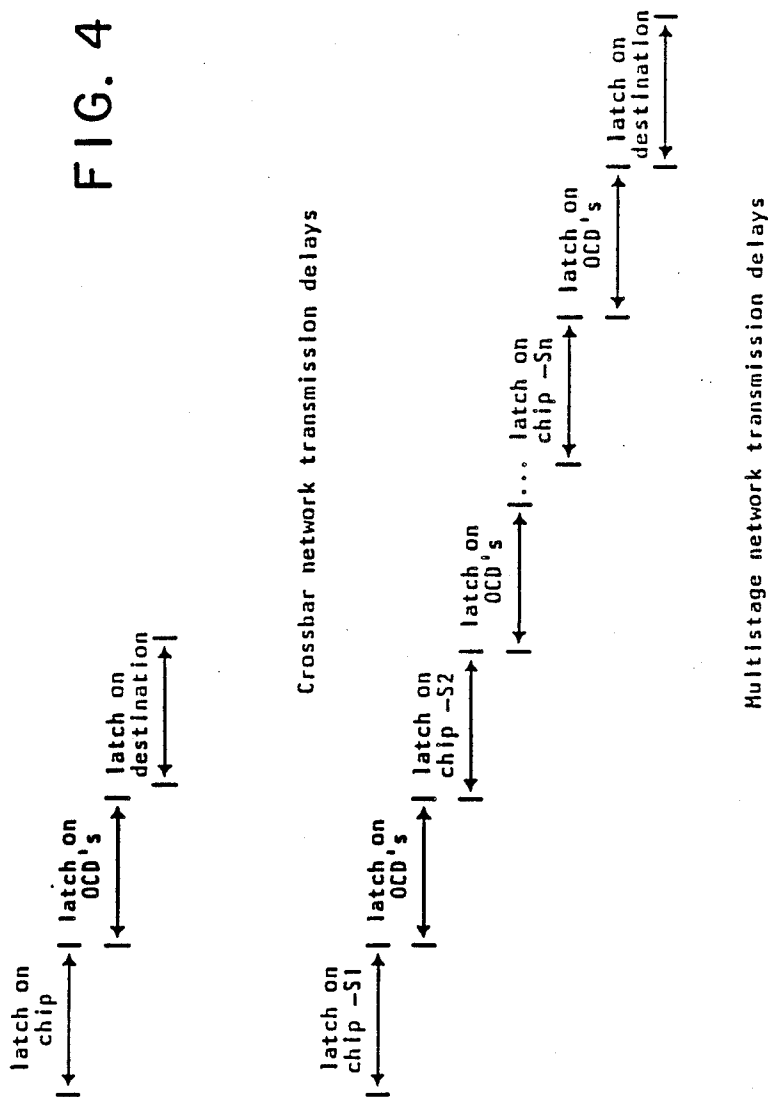 FIG. 4
latch on
chip
latch on
OCD's
latch on
destination
Crossbar network transmission delays
latch on
chip —S1
latch on
OCD's
latch on
chip —S2
latch on
OCD's
... latch on
chip —Sn
latch on
OCD's
latch on
destination
Multistage network transmission delays